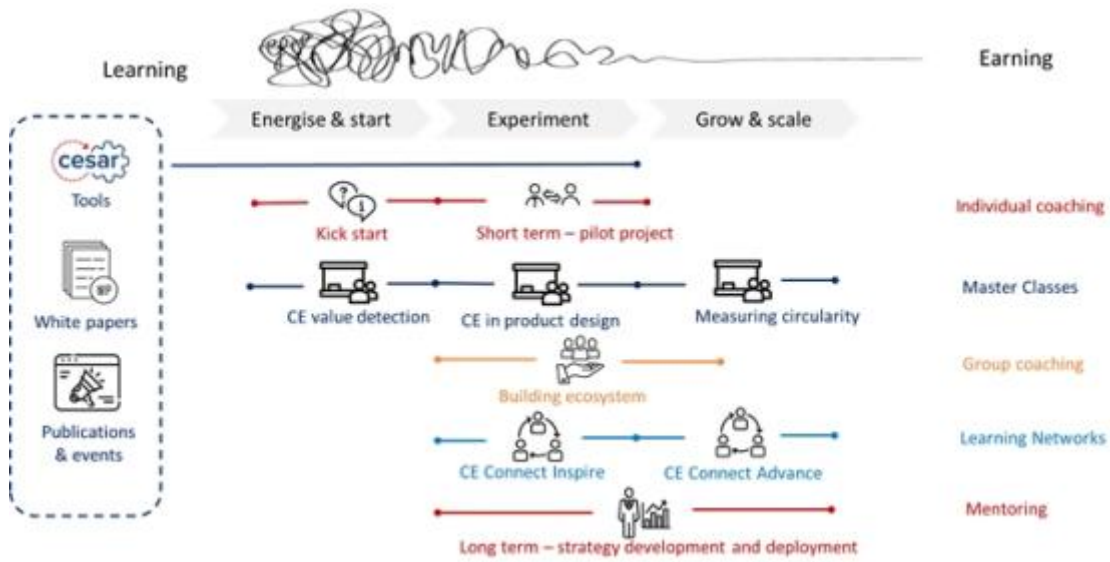 Learning
Earning
Energise & start
Experiment
Grow & scale
cesar
Tools
White papers
Publications
& events
Kick start
Short term – pilot project
Individual coaching
CE value detection
CE in product design
Measuring circularity
Master Classes
Building ecosystem
Group coaching
CE Connect Inspire
CE Connect Advance
Learning Networks
Long term – strategy development and deployment
Mentoring